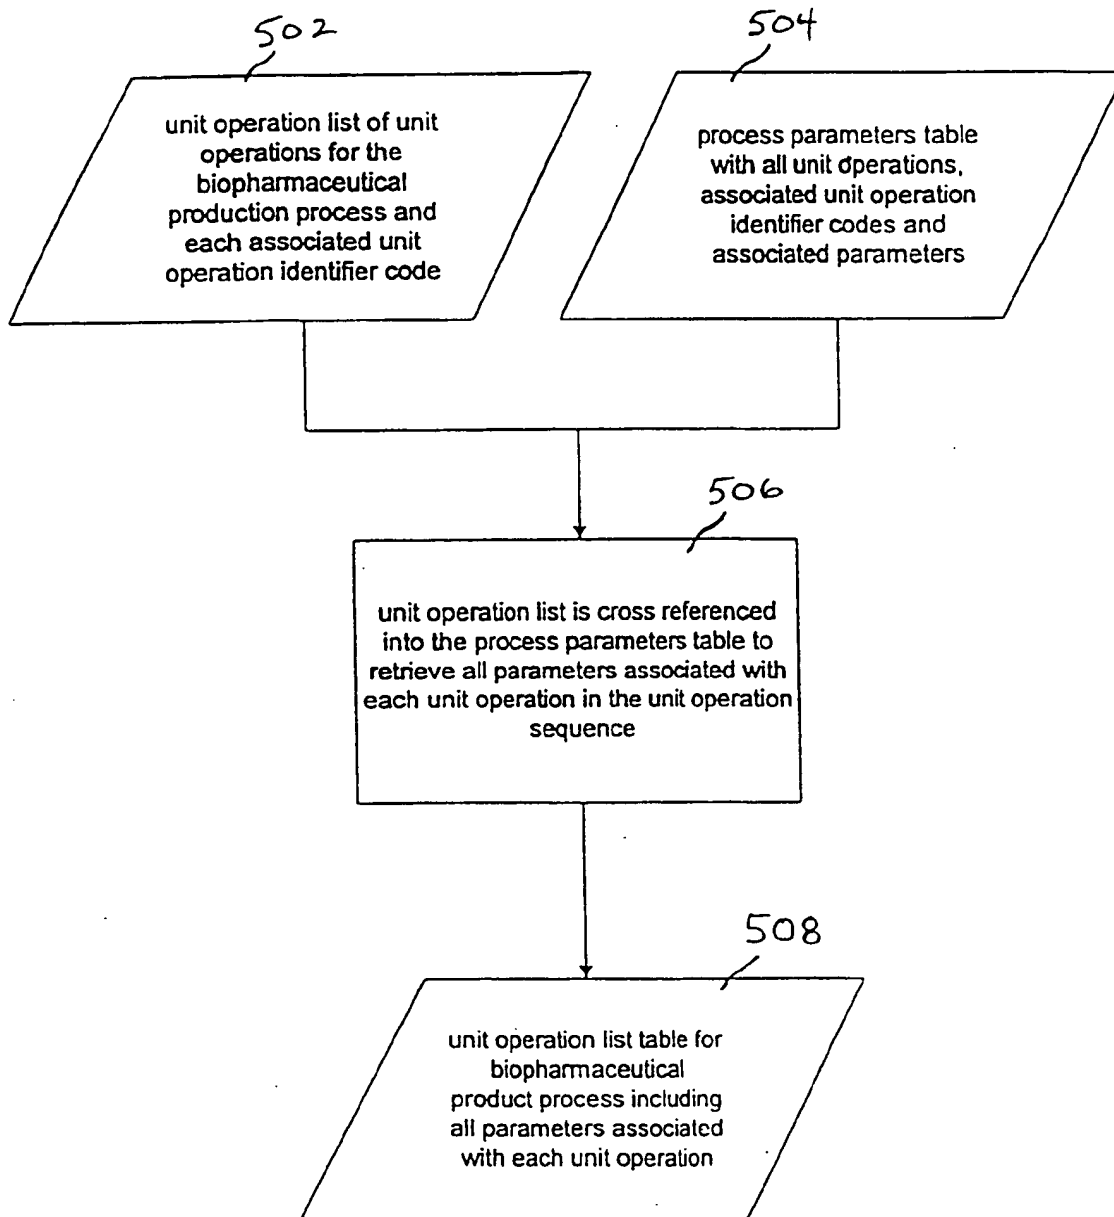 502
504
unit operation list of unit
operations for the
biopharmaceutical
production process and
each associated unit
operation identifier code
process parameters table
with all unit operations,
associated unit operation
identifier codes and
associated parameters
506
unit operation list is cross referenced
into the process parameters table to
retrieve all parameters associated with
each unit operation in the unit operation
sequence
508
unit operation list table for
biopharmaceutical
product process including
all parameters associated
with each unit operation